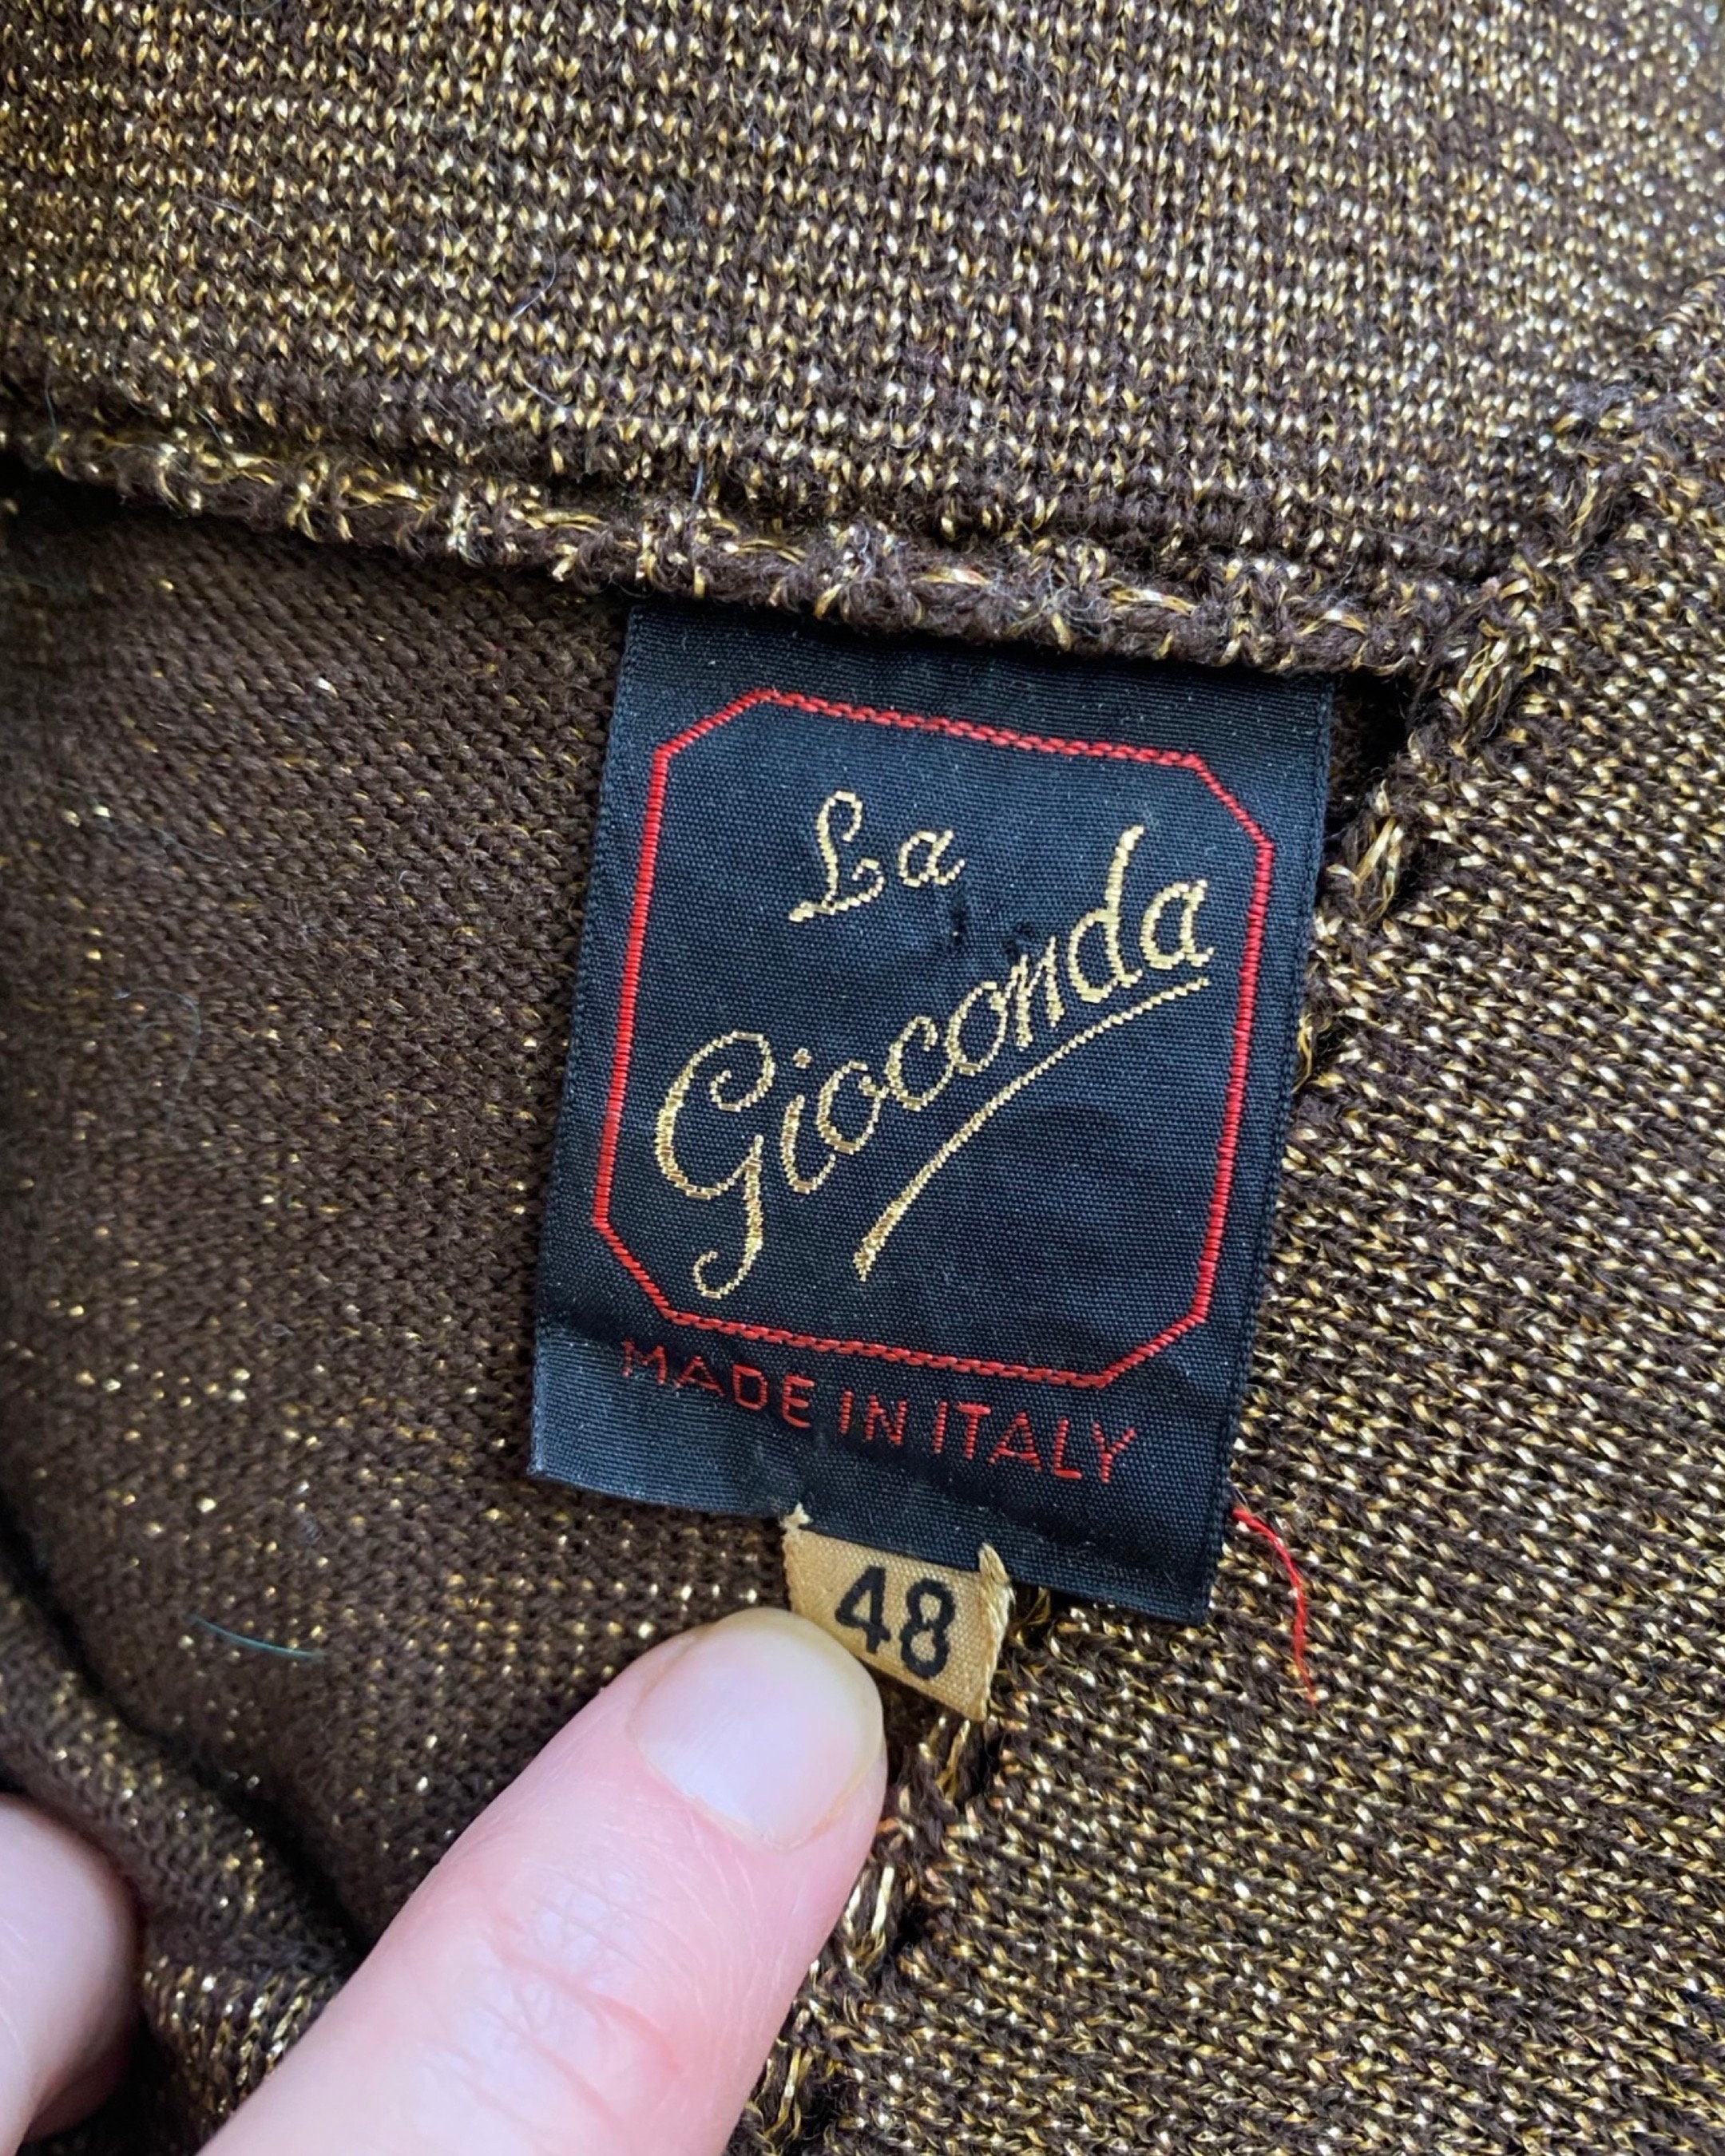 La
Gioconda
MADE IN ITALY
48